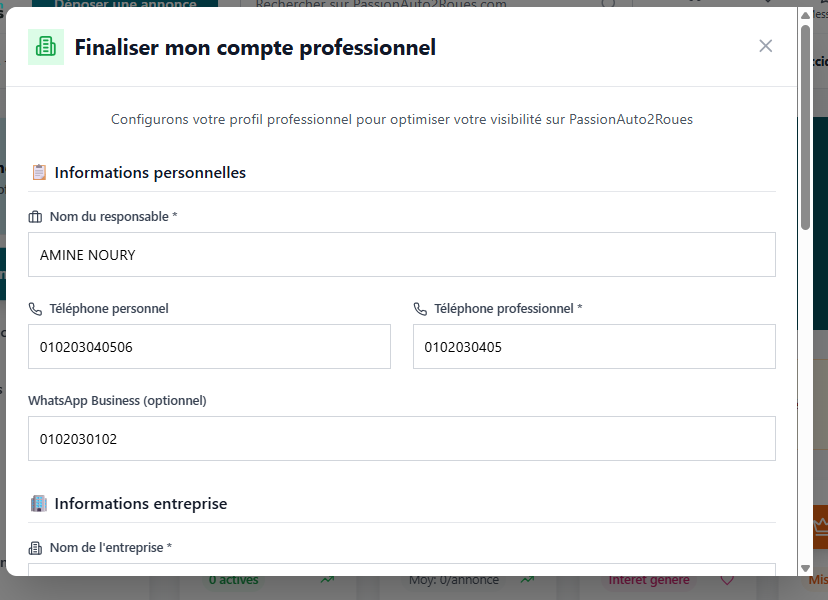 Déposer une annonce
Rechercher sur PassionAuto2Roues.com
Finaliser mon compte professionnel
Configurons votre profil professionnel pour optimiser votre visibilité sur PassionAuto2Roues
Informations personnelles
Nom du responsable *
AMINE NOURY
Téléphone personnel
Téléphone professionnel *
010203040506
0102030405
WhatsApp Business (optionnel)
0102030102
Informations entreprise
Nom de l'entreprise *
0 actives
Moy: 0/annonce
Intérêt généré